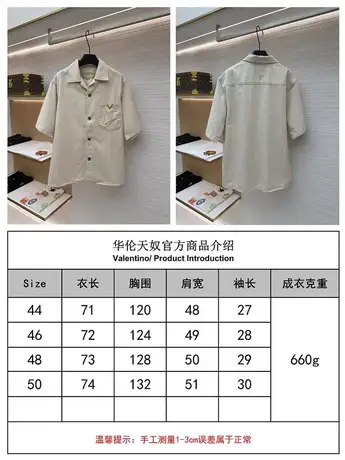 华伦天奴官方商品介绍
Valentino/ Product Introduction
Size 衣长 胸围 肩宽 袖长 成衣克重
44 71 120 48 27
46 72 124 49 28
48 73 128 50 29
50 74 132 51 30
660g
温馨提示：手工测量1-3cm误差属于正常